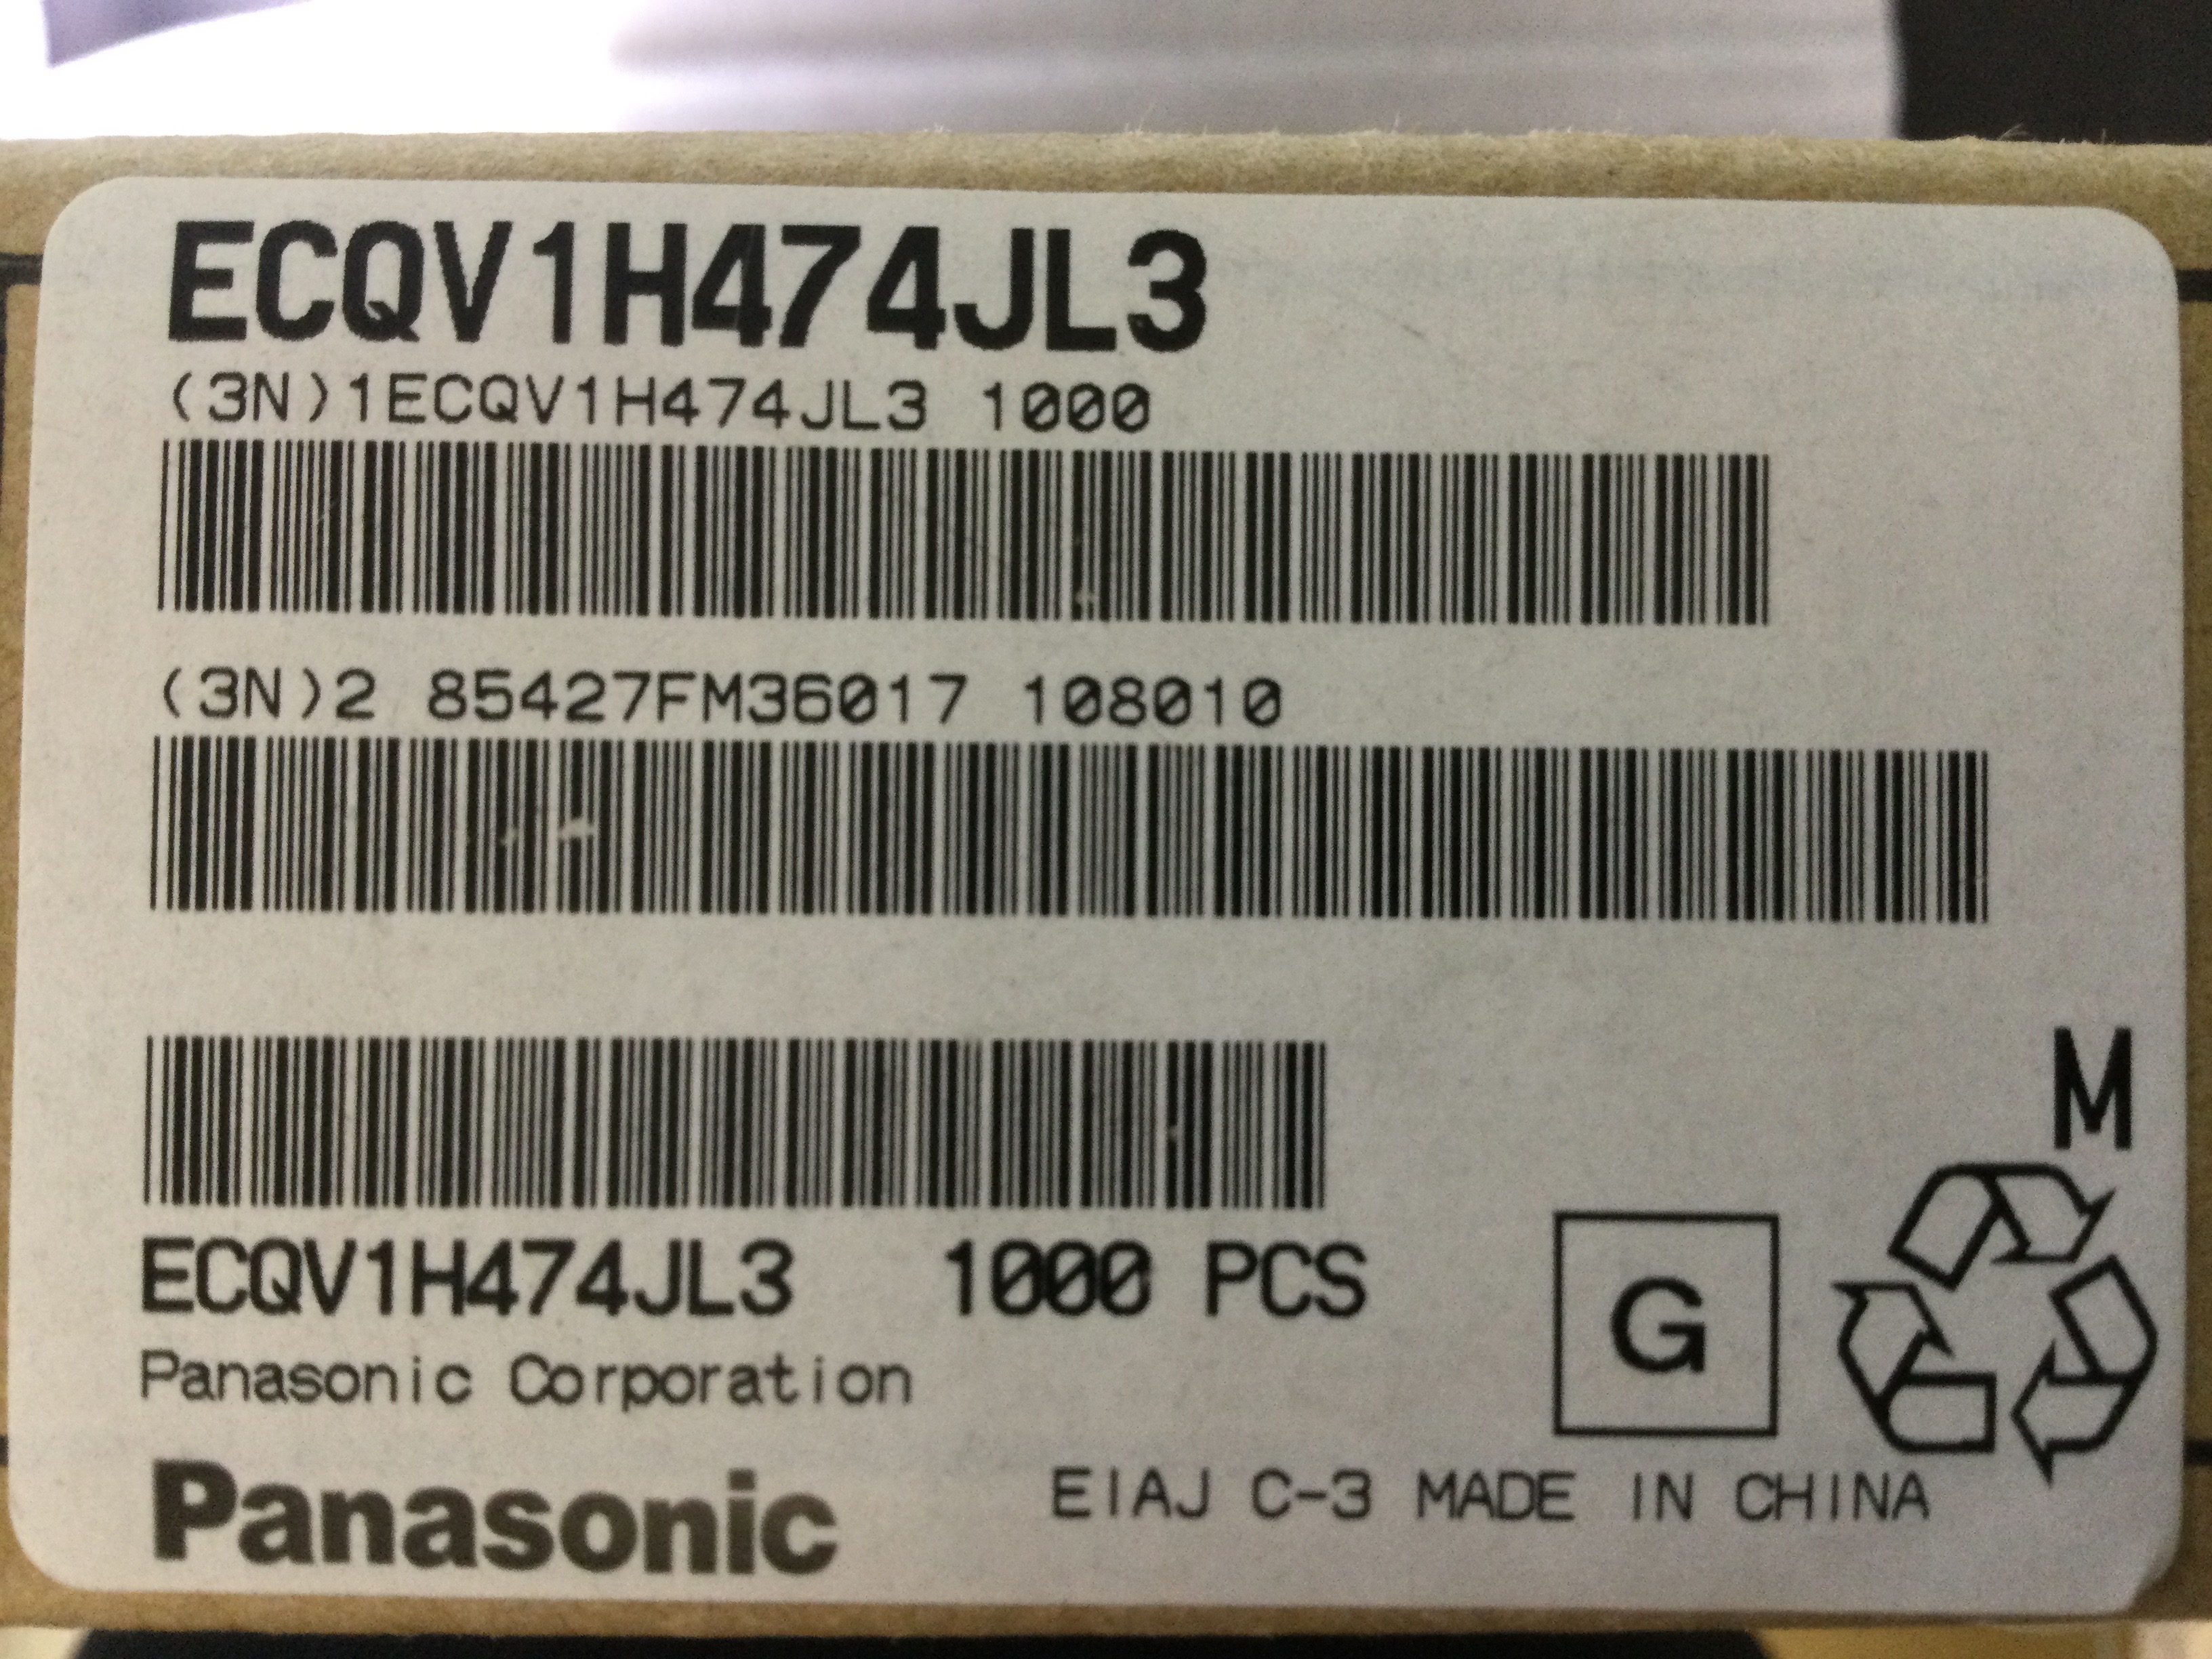 ECQV1H474JL3
(3N)1ECQV1H474JL3 1000
(3N)2 85427FM36017 108010
M
ECQV1H474JL3 1000 PCS
G
Panasonic Corporation
Panasonic
EIAJ C-3 MADE IN CHINA